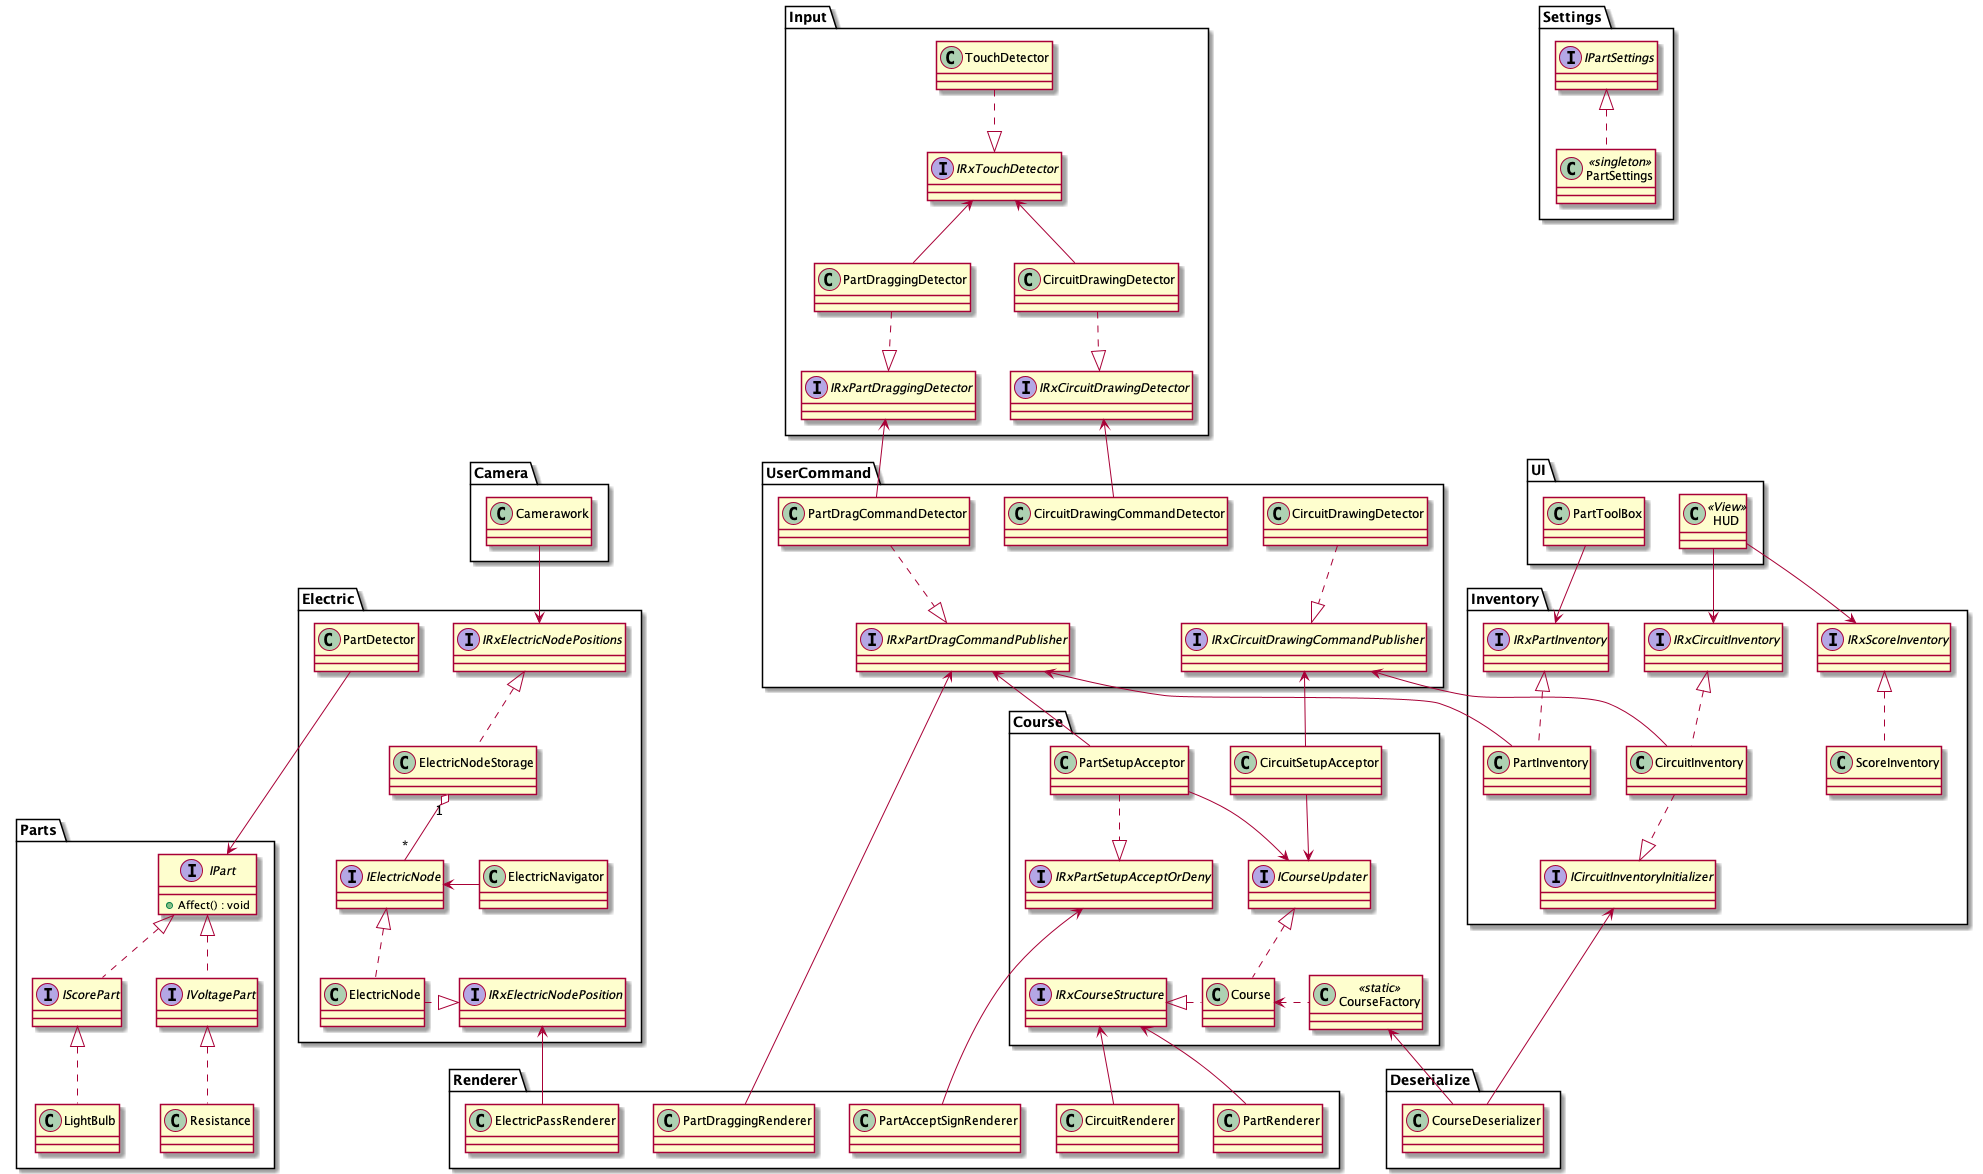 Input
C TouchDetector
I IRxTouchDetector
C PartDraggingDetector
C CircuitDrawingDetector
I IRxPartDraggingDetector
I IRxCircuitDrawingDetector
Settings
I IPartSettings
C «singleton»
PartSettings
Camera
C Camerawork
UserCommand
C PartDragCommandDetector
C CircuitDrawingCommandDetector
C CircuitDrawingDetector
I IRxPartDragCommandPublisher
I IRxCircuitDrawingCommandPublisher
UI
C PartToolBox
C «View»
HUD
Electric
C PartDetector
I IRxElectricNodePositions
C ElectricNodeStorage
1
*
I IElectricNode
C ElectricNavigator
C ElectricNode
I IRxElectricNodePosition
Inventory
I IRxPartInventory
I IRxCircuitInventory
I IRxScoreInventory
C PartInventory
C CircuitInventory
C ScoreInventory
I ICircuitInventoryInitializer
Course
C PartSetupAcceptor
C CircuitSetupAcceptor
I IRxPartSetupAcceptOrDeny
I ICourseUpdater
I IRxCourseStructure
C Course
C «static»
CourseFactory
Parts
I IPart
Affect() : void
I IScorePart
I IVoltagePart
C LightBulb
C Resistance
Renderer
C ElectricPassRenderer
C PartDraggingRenderer
C PartAcceptSignRenderer
C CircuitRenderer
C PartRenderer
Deserialize
C CourseDeserializer